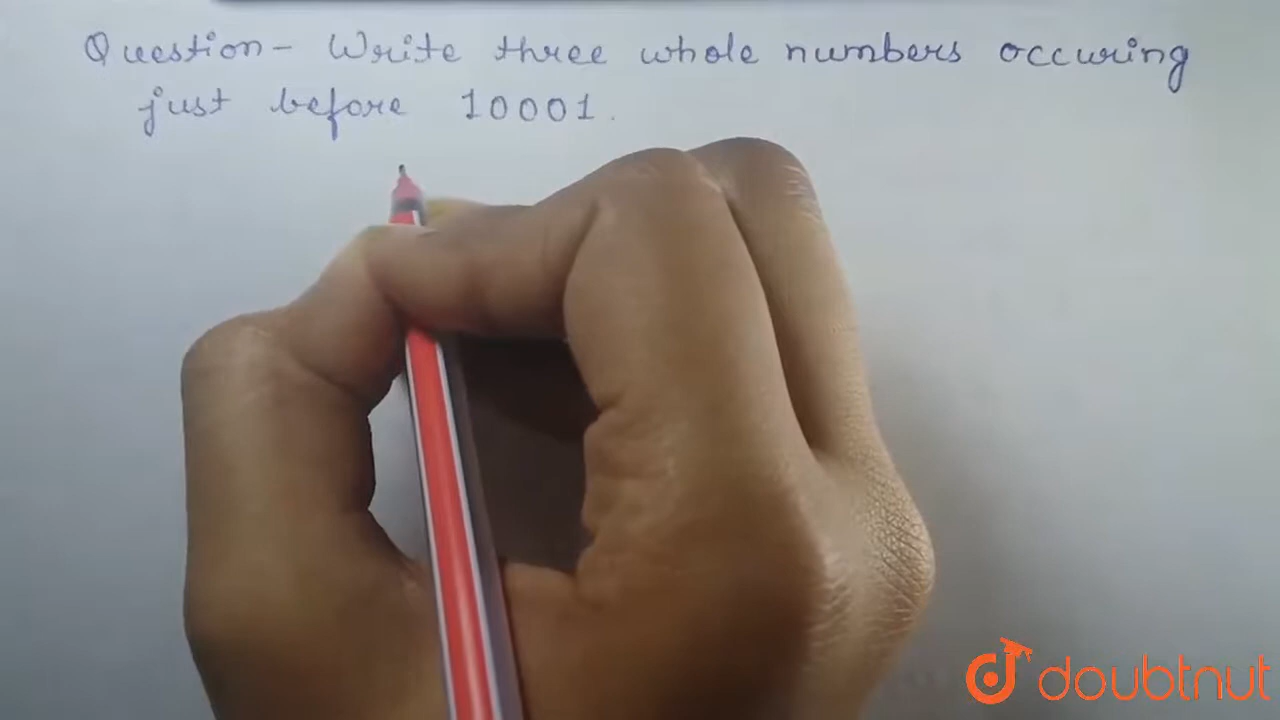 Question - Write three whole numbers occuring
just before 10001.
doubtnut